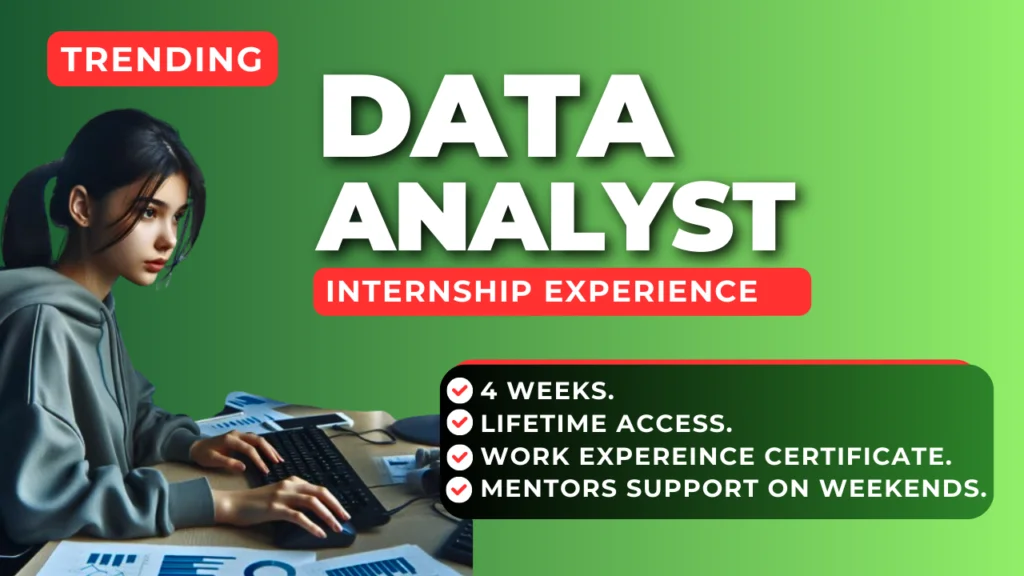 TRENDING
DATA
ANALYST
INTERNSHIP EXPERIENCE
4 WEEKS.
LIFETIME ACCESS.
WORK EXPEREINCE CERTIFICATE.
MENTORS SUPPORT ON WEEKENDS.